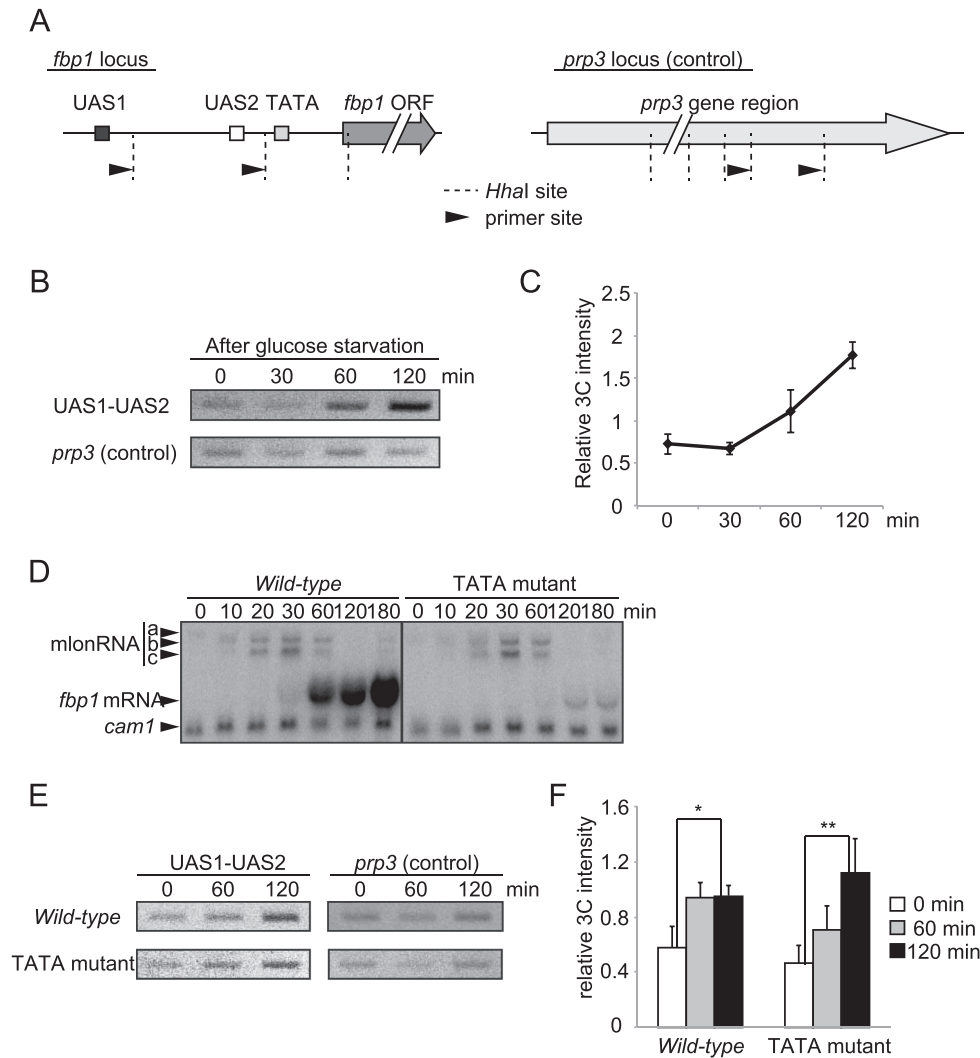 A
fbp1 locus
UAS1
UAS2 TATA
fbp1 ORF
prp3 locus (control)
prp3 gene region
HhaI site
primer site
B
After glucose starvation
0 30 60 120 min
UAS1-UAS2
prp3 (control)
C
Relative 3C intensity
2.5
2
1.5
1
0.5
0
0 30 60 120 min
D
Wild-type
TATA mutant
0 10 20 30 60 120 180 0 10 20 30 60 120 180 min
mlonRNA
a
b
c
fbp1 mRNA
cam1
E
UAS1-UAS2
prp3 (control)
0 60 120 0 60 120 min
Wild-type
TATA mutant
F
relative 3C intensity
1.6
1.2
0.8
0.4
0
*
**
0 min
60 min
120 min
Wild-type TATA mutant